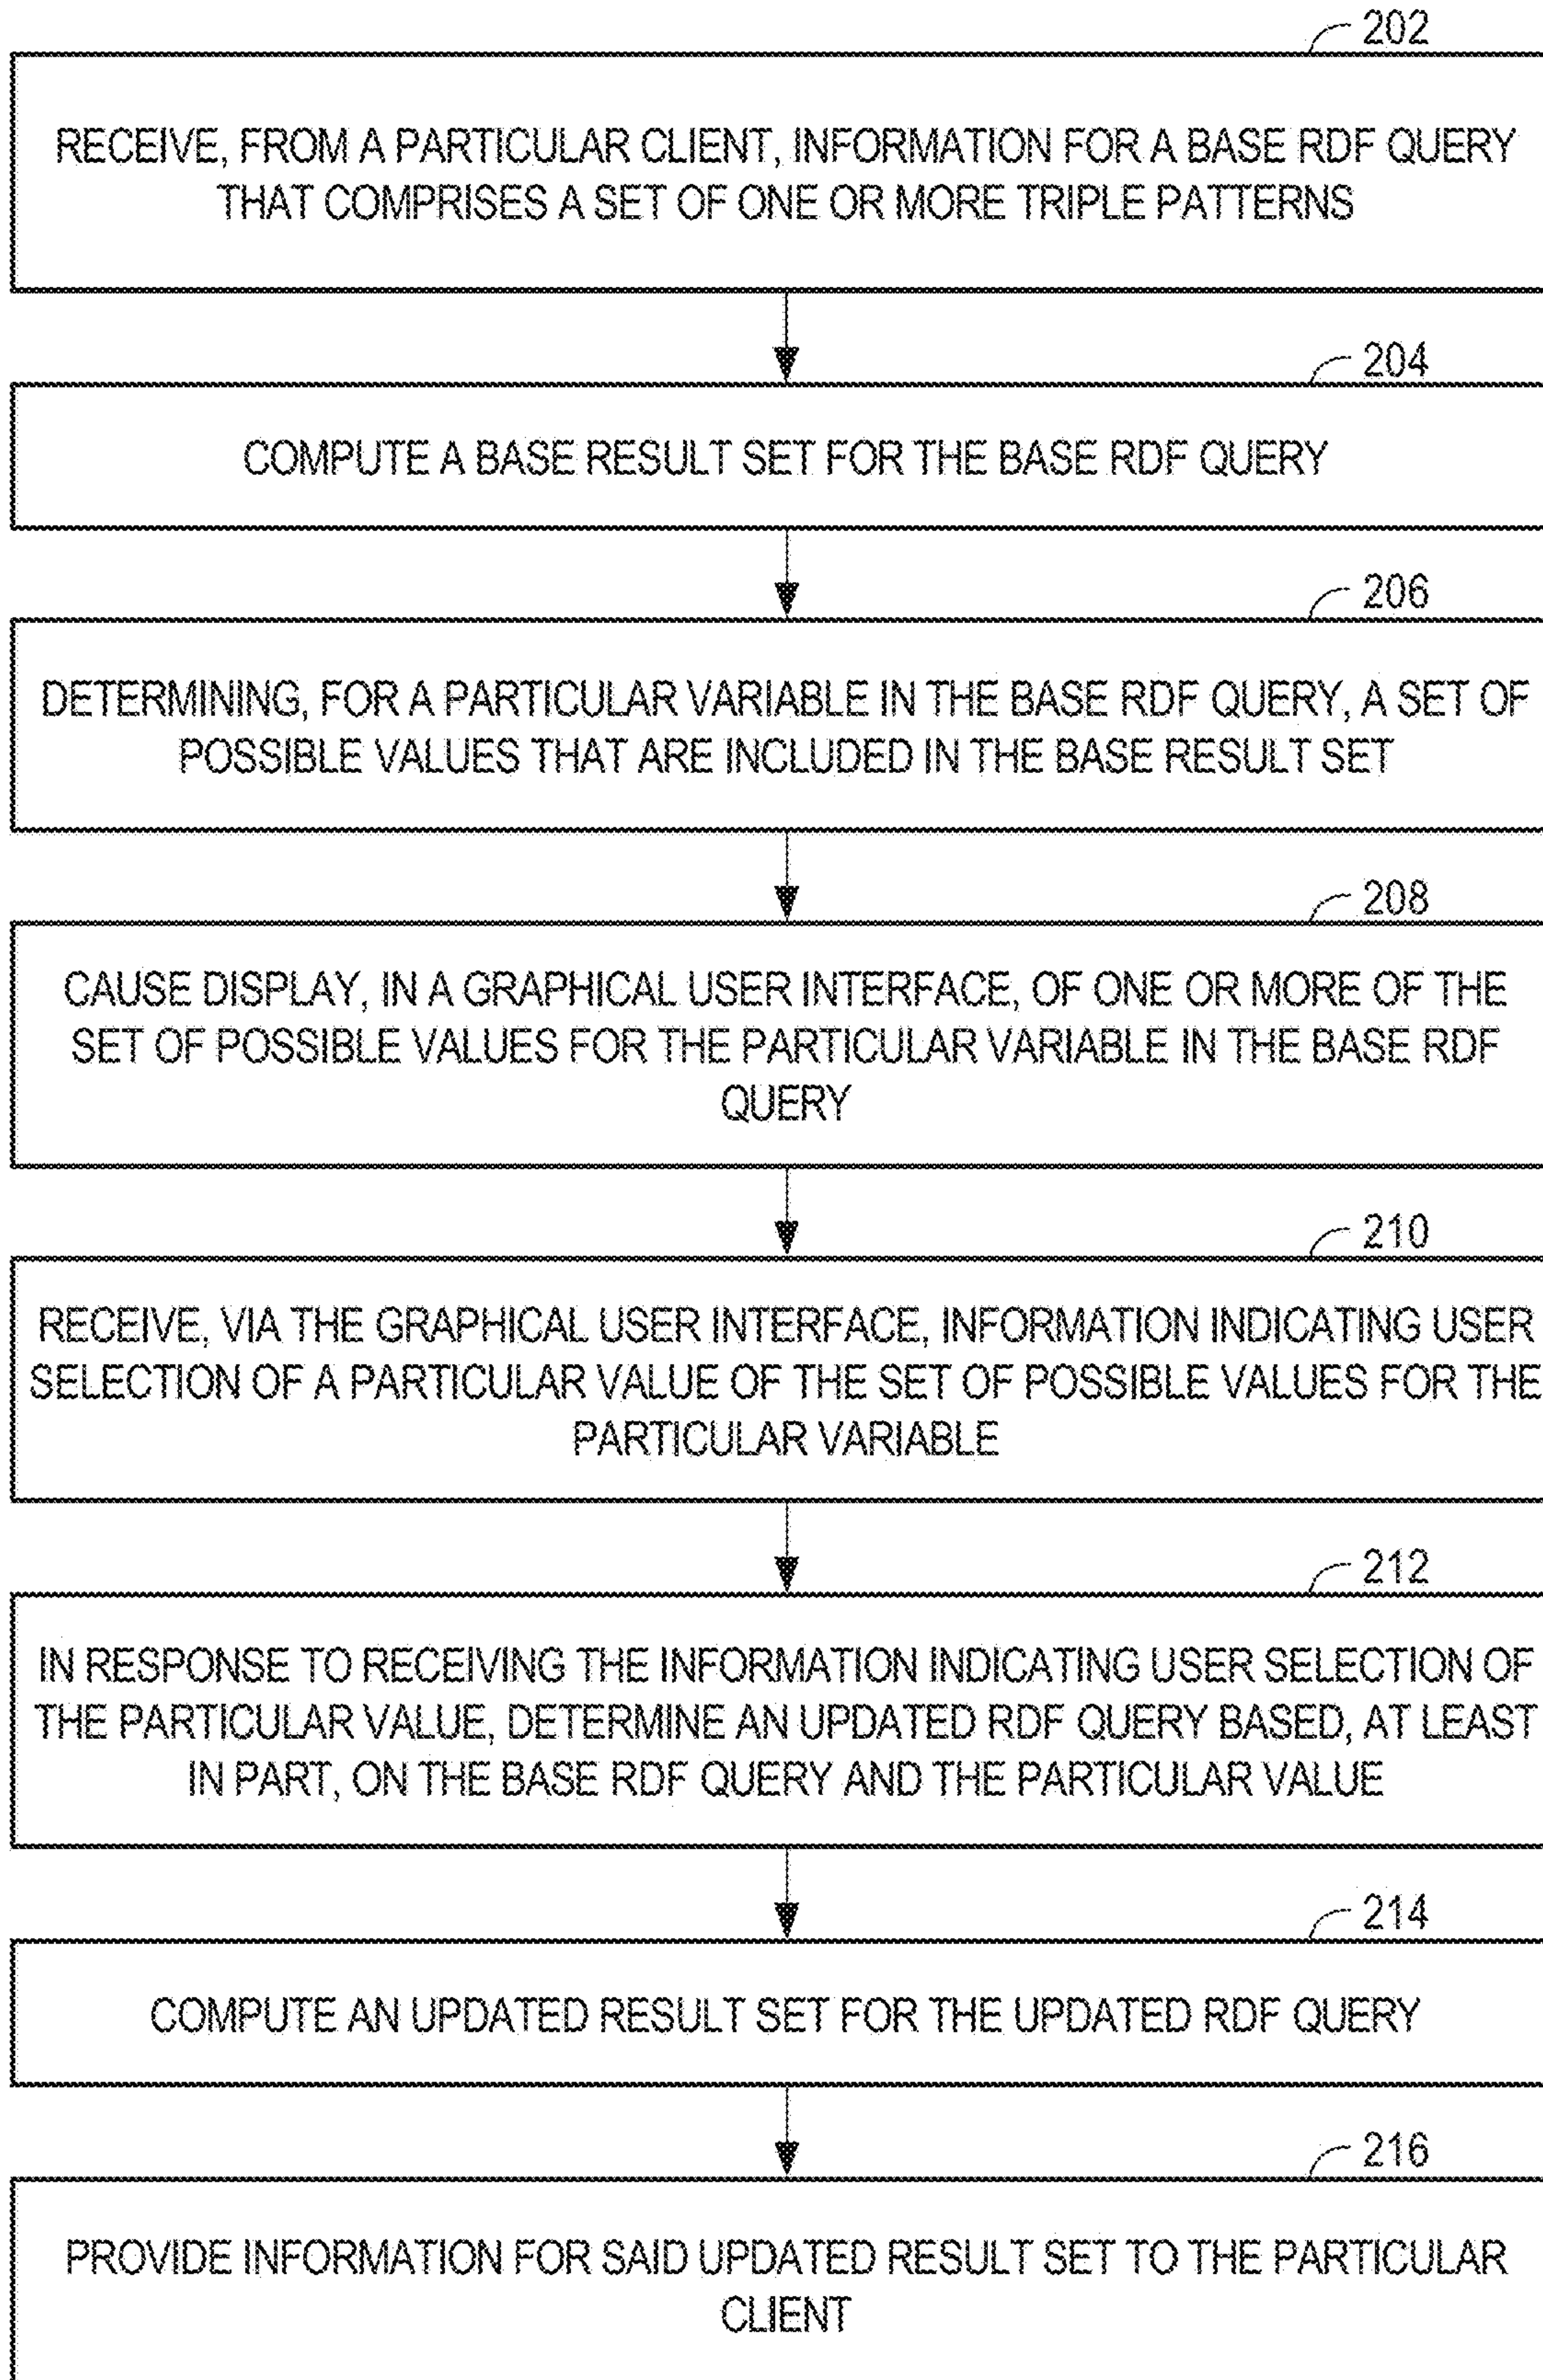 202
RECEIVE, FROM A PARTICULAR CLIENT, INFORMATION FOR A BASE RDF QUERY
THAT COMPRISES A SET OF ONE OR MORE TRIPLE PATTERNS
204
COMPUTE A BASE RESULT SET FOR THE BASE RDF QUERY
206
DETERMINING, FOR A PARTICULAR VARIABLE IN THE BASE RDF QUERY, A SET OF
POSSIBLE VALUES THAT ARE INCLUDED IN THE BASE RESULT SET
208
CAUSE DISPLAY, IN A GRAPHICAL USER INTERFACE, OF ONE OR MORE OF THE
SET OF POSSIBLE VALUES FOR THE PARTICULAR VARIABLE IN THE BASE RDF
QUERY
210
RECEIVE, VIA THE GRAPHICAL USER INTERFACE, INFORMATION INDICATING USER
SELECTION OF A PARTICULAR VALUE OF THE SET OF POSSIBLE VALUES FOR THE
PARTICULAR VARIABLE
212
IN RESPONSE TO RECEIVING THE INFORMATION INDICATING USER SELECTION OF
THE PARTICULAR VALUE, DETERMINE AN UPDATED RDF QUERY BASED, AT LEAST
IN PART, ON THE BASE RDF QUERY AND THE PARTICULAR VALUE
214
COMPUTE AN UPDATED RESULT SET FOR THE UPDATED RDF QUERY
216
PROVIDE INFORMATION FOR SAID UPDATED RESULT SET TO THE PARTICULAR
CLIENT